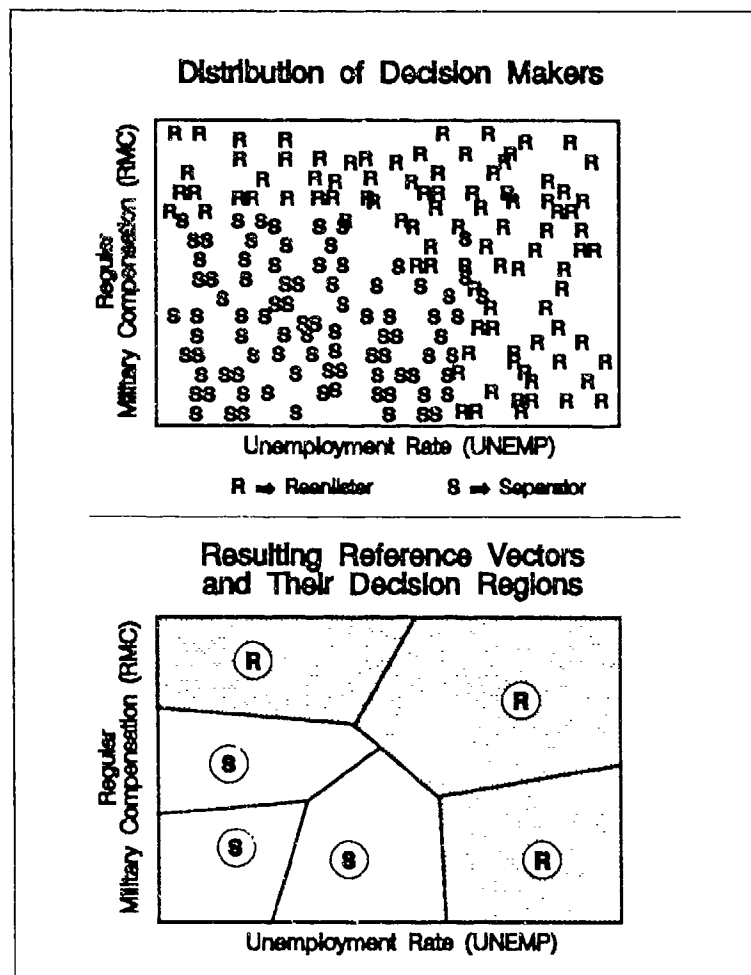 Distribution of Decision Makers
Regular
Military Compensation (RMC)
Unemployment Rate (UNEMP)
R ⇒ Reenlister
S ⇒ Separator
Resulting Reference Vectors
and Their Decision Regions
Regular
Military Compensation (RMC)
R
R
S
S
S
R
Unemployment Rate (UNEMP)